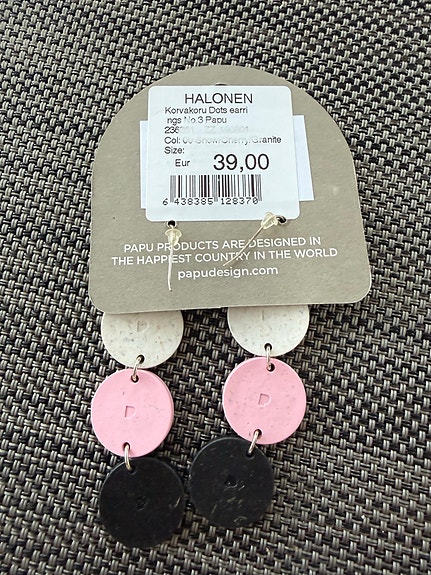 HALONEN
Korvakoru Dots earri
ngs No 3 Papu
Col: Snow/Cherry/Granite
Size:
Eur 39,00
6 438385 128370
PAPU PRODUCTS ARE DESIGNED IN
THE HAPPIEST COUNTRY IN THE WORLD
papudesign.com
P P
P P
P P